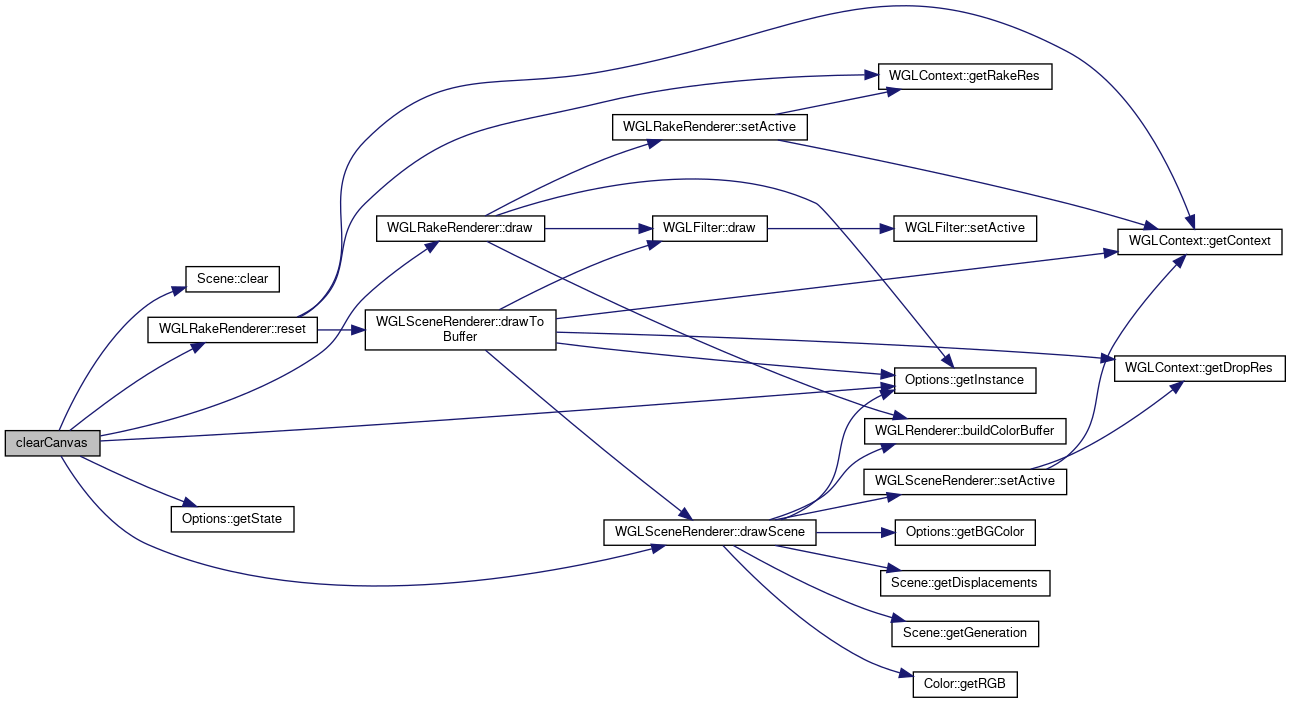 clearCanvas
Scene::clear
WGLRakeRenderer::reset
Options::getState
WGLRakeRenderer::draw
WGLSceneRenderer::drawTo
Buffer
WGLRakeRenderer::setActive
WGLFilter::draw
WGLSceneRenderer::drawScene
WGLContext::getRakeRes
WGLFilter::setActive
Options::getInstance
WGLRenderer::buildColorBuffer
WGLSceneRenderer::setActive
Options::getBGColor
Scene::getDisplacements
Scene::getGeneration
Color::getRGB
WGLContext::getContext
WGLContext::getDropRes